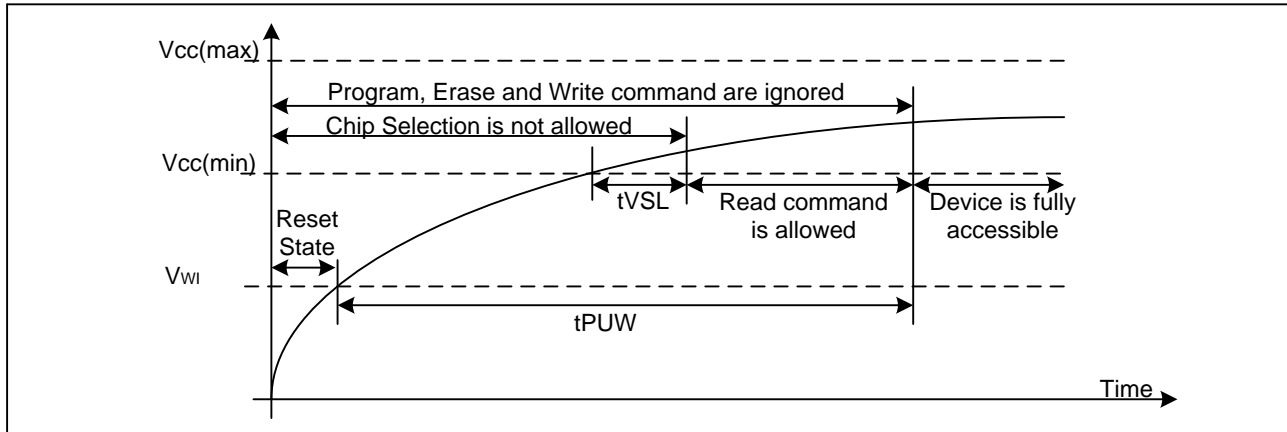 Vcc(max)
Program, Erase and Write command are ignored
Chip Selection is not allowed
Vcc(min)
tVSL
Read command
is allowed
Device is fully
accessible
Reset
State
VWI
tPUW
Time